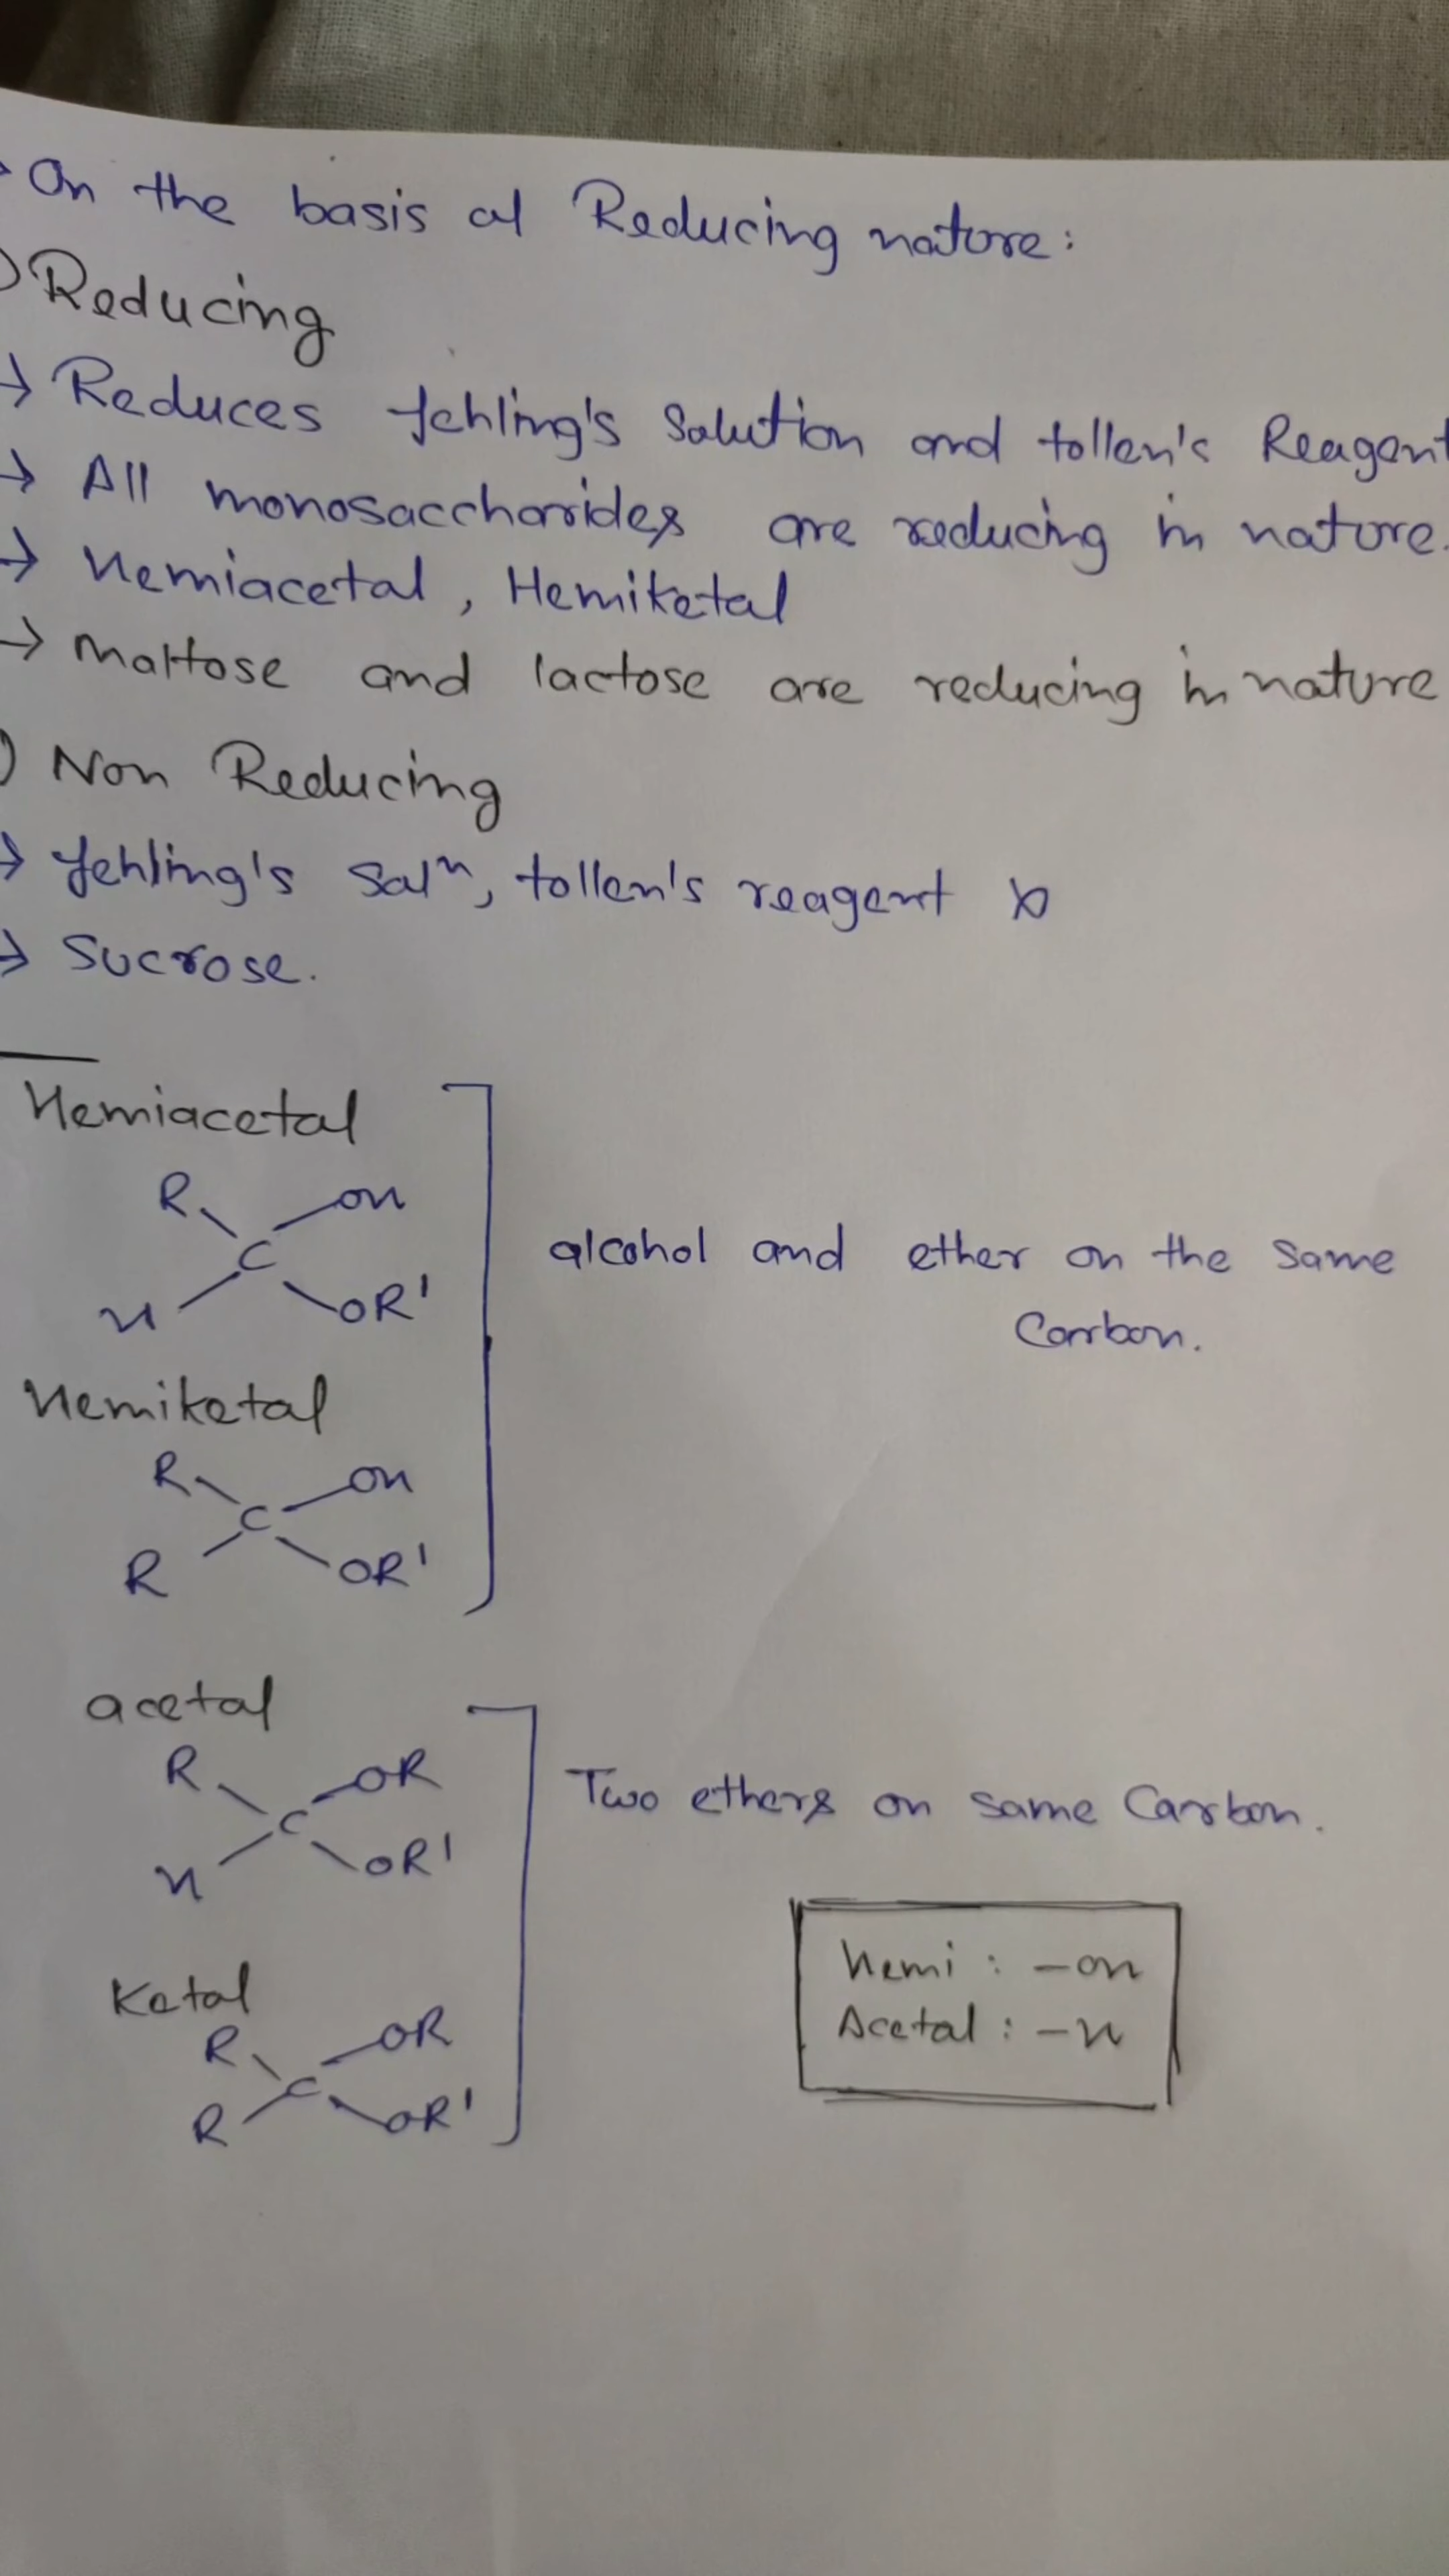 On the basis of Reducing nature:
Reducing
→ Reduces Fehling's Solution and tollen's Reagent
→ All monosaccharides are reducing in nature.
→ Hemiacetal, Hemiketal
→ Maltose and lactose are reducing in nature
) Non Reducing
→ Fehling's Solⁿ, tollen's reagent x
→ Sucrose.
Hemiacetal
R OH
C
H OR'
alcohol and ether on the same
Carbon.
Hemiketal
R OH
C
R OR'
acetal
R OR
C
H OR'
Two ethers on same Carbon.
Ketal
R OR
C
R OR'
Hemi : -OH
Acetal : -H